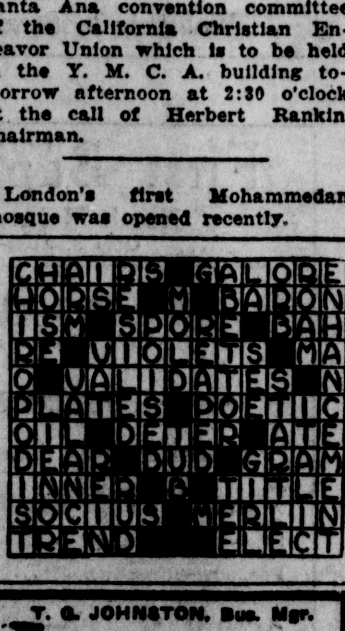 anta Ana convention committee
f the California Christian En-
eavor Union which is to be held
the Y. M. C. A. building to-
orrow afternoon at 2:30 o'clock
t the call of Herbert Rankin
hairman.
London's first Mohammedan
mosque was opened recently.
CHAIRS GALORE
HORSE M BARON
ISM SPORE BAH
RE VIOLETS MA
O VALIDATES N
PLATES POETIC
OIL DETER ATE
DEAR DUD GRAM
INNER B TITLE
SOCIUS MERLIN
TREND ELECT
T. G. JOHNSTON, Bus. Mgr.